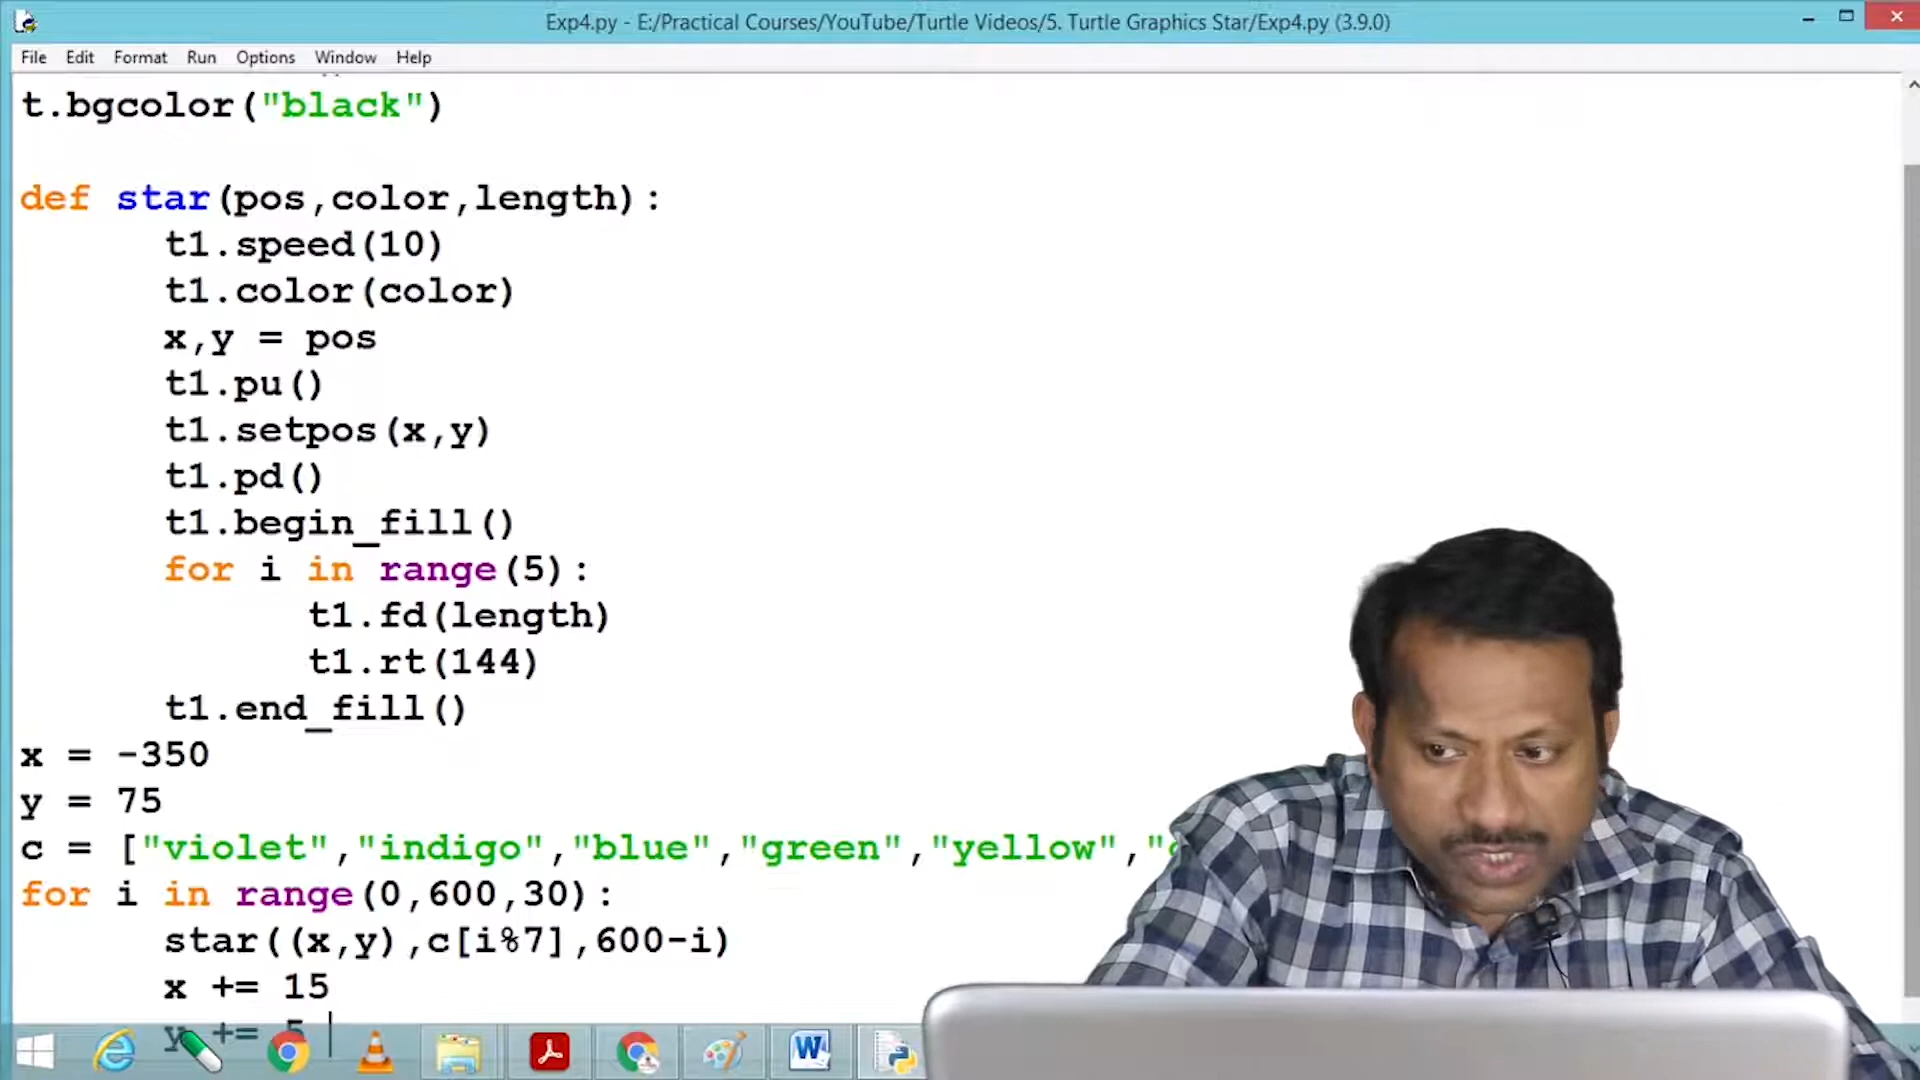 Exp4.py - E:/Practical Courses/YouTube/Turtle Videos/5. Turtle Graphics Star/Exp4.py (3.9.0)
File Edit Format Run Options Window Help
t.bgcolor("black")
def star(pos,color,length):
t1.speed(10)
t1.color(color)
x,y = pos
t1.pu()
t1.setpos(x,y)
t1.pd()
t1.begin_fill()
for i in range(5):
t1.fd(length)
t1.rt(144)
t1.end_fill()
x = -350
y = 75
c = ["violet","indigo","blue","green","yellow","
for i in range(0,600,30):
star((x,y),c[i%7],600-i)
x += 15
y += 5
W